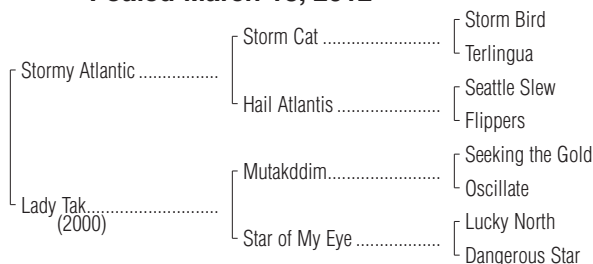 Foaled March 2012
Storm Bird
Storm Cat ........................
Terlingua
Stormy Atlantic ................
Seattle Slew
Hail Atlantis .....................
Flippers
Seeking the Gold
Mutakddim.......................
Oscillate
Lady Tak...........................
(2000)
Lucky North
Star of My Eye .................
Dangerous Star